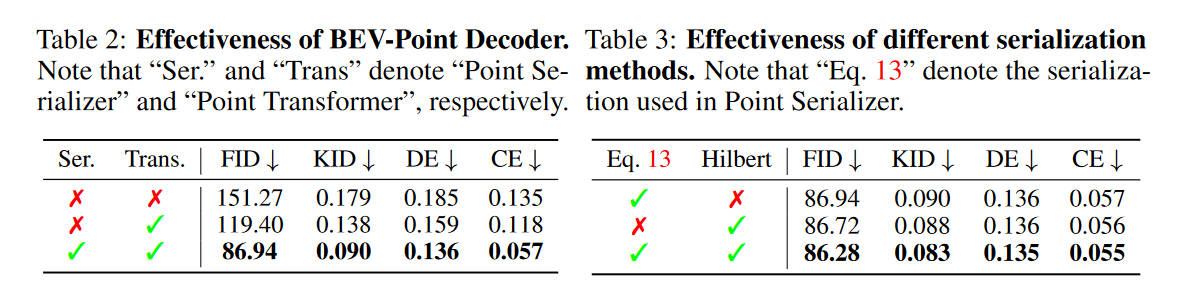 Table 2: Effectiveness of BEV-Point Decoder.
Note that “Ser.” and “Trans” denote “Point Se-
rializer” and “Point Transformer”, respectively.
Ser. Trans. FID ↓ KID ↓ DE ↓ CE ↓
✗ ✗ 151.27 0.179 0.185 0.135
✗ ✓ 119.40 0.138 0.159 0.118
✓ ✓ 86.94 0.090 0.136 0.057
Table 3: Effectiveness of different serialization
methods. Note that “Eq. 13” denote the serializa-
tion used in Point Serializer.
Eq. 13 Hilbert FID ↓ KID ↓ DE ↓ CE ↓
✓ ✗ 86.94 0.090 0.136 0.057
✗ ✓ 86.72 0.088 0.136 0.056
✓ ✓ 86.28 0.083 0.135 0.055